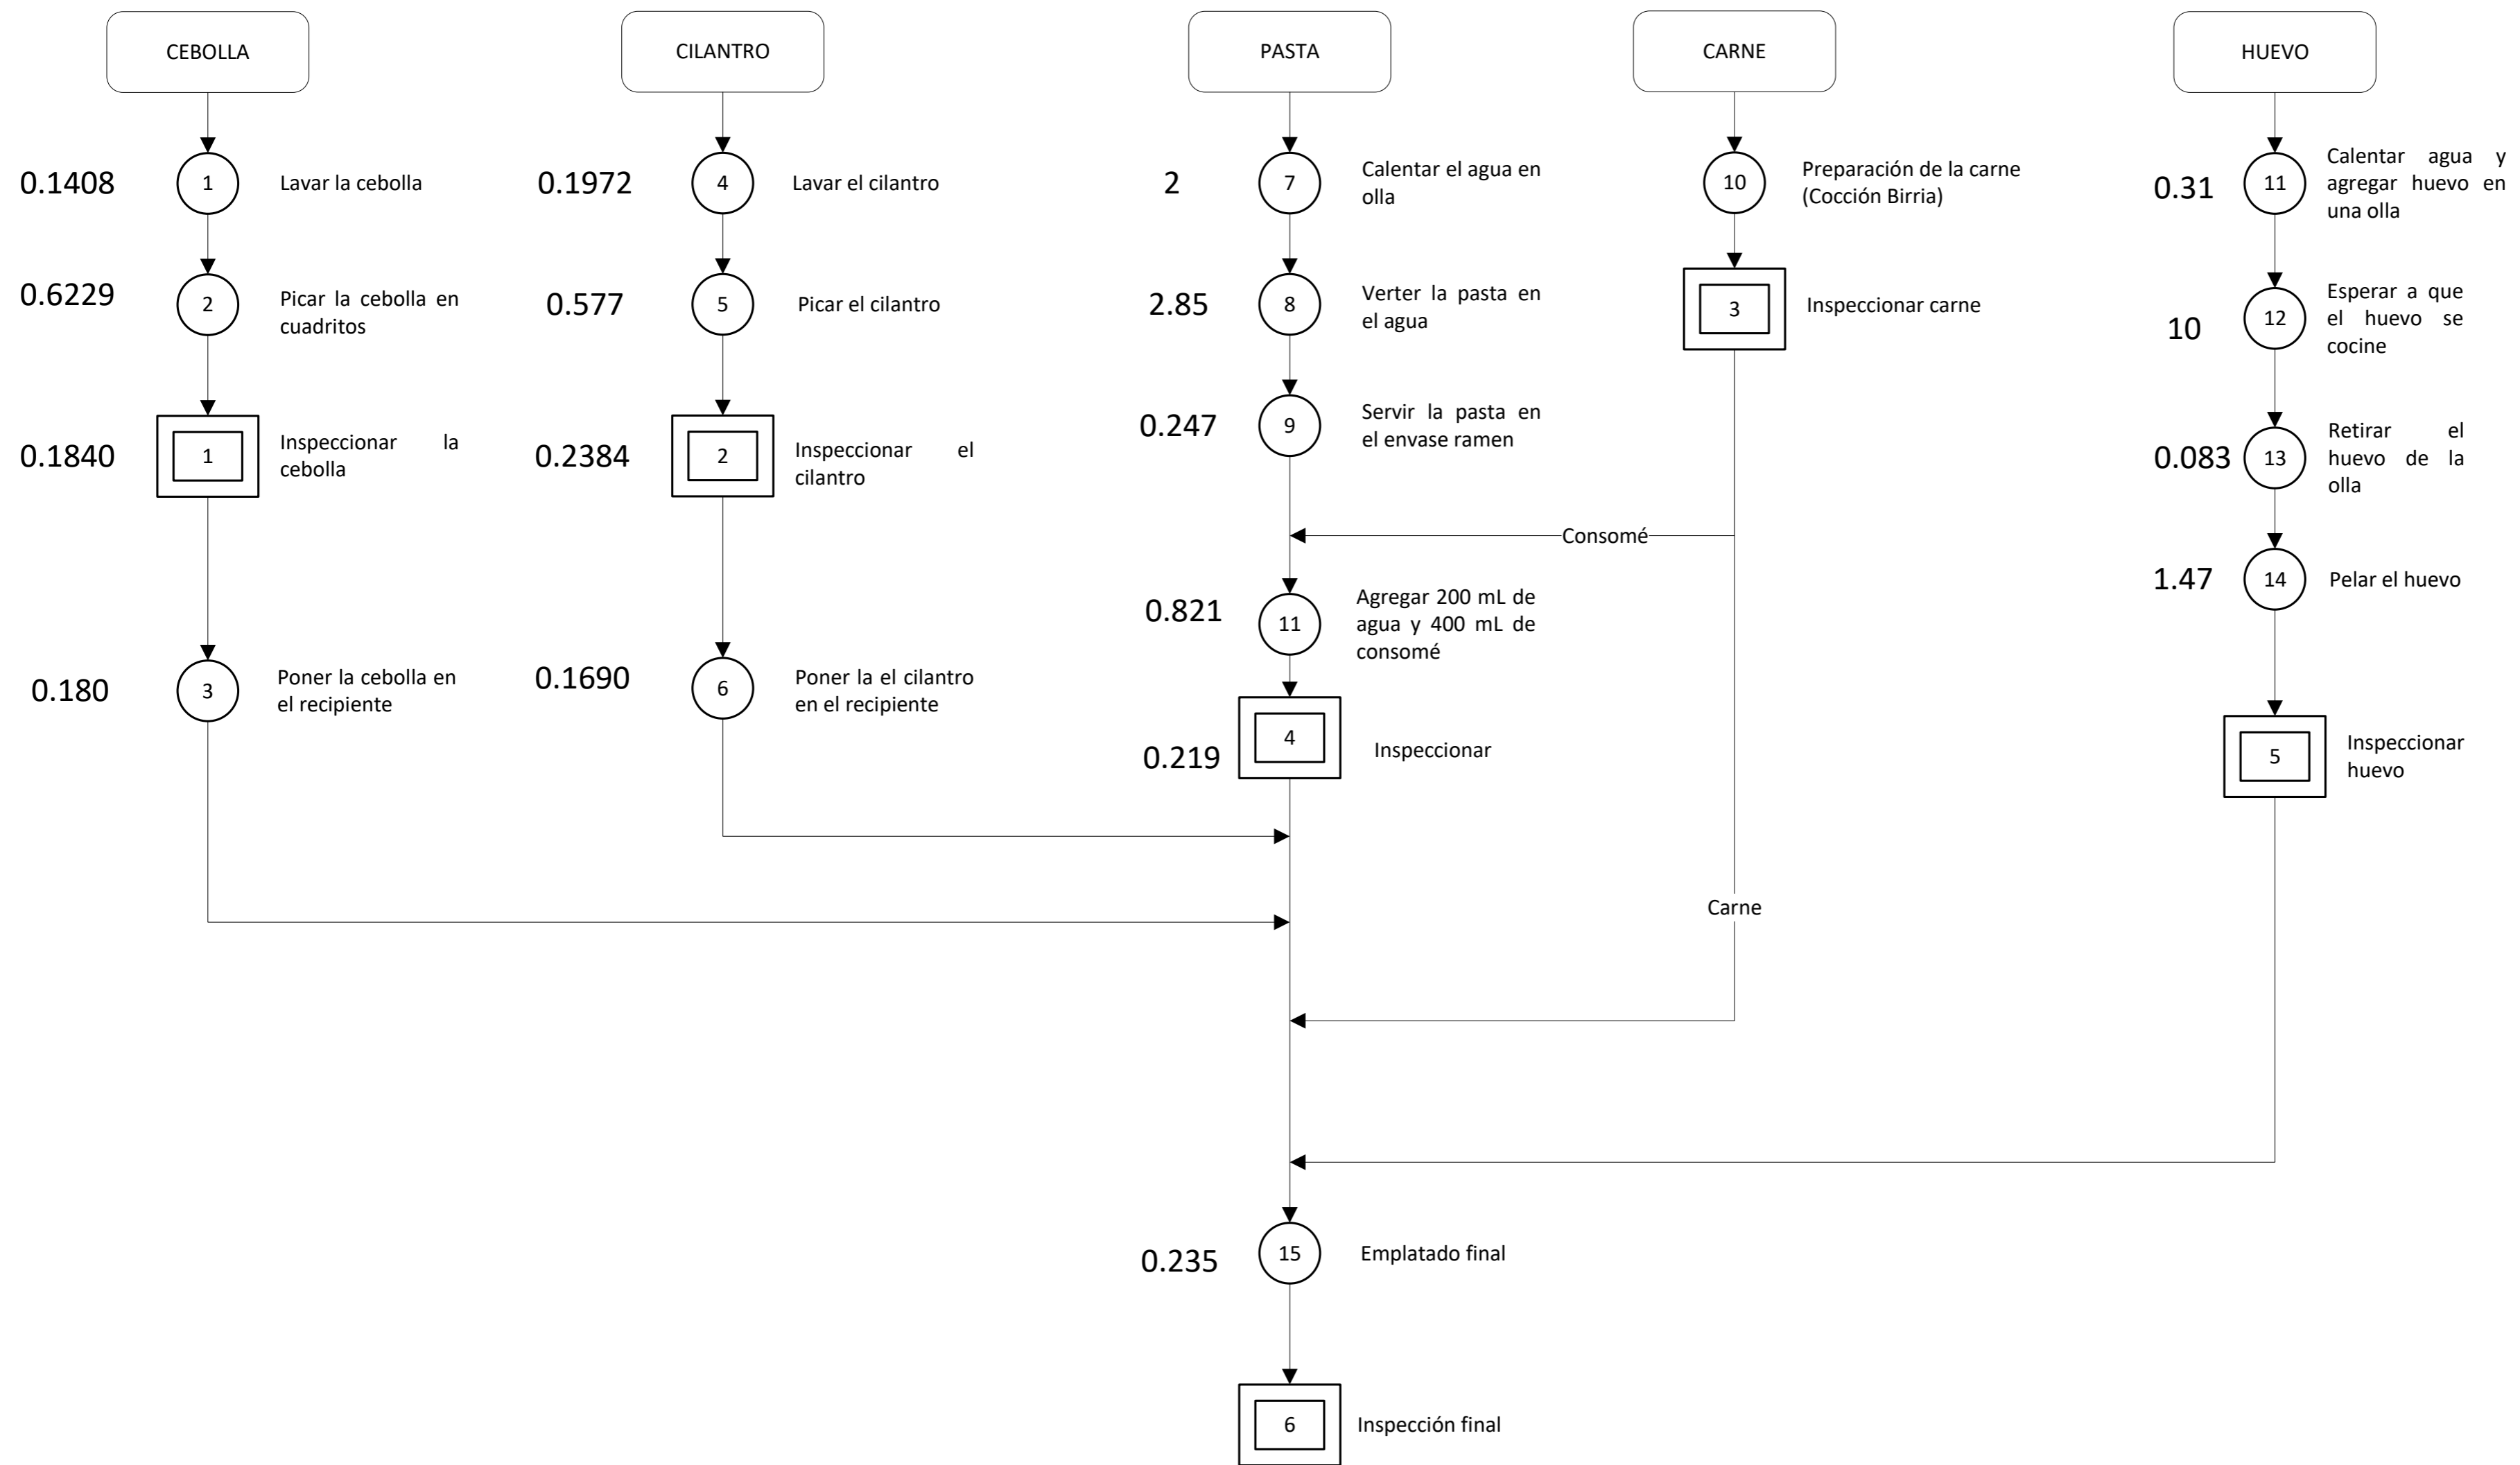 CEBOLLA
CILANTRO
PASTA
CARNE
HUEVO
0.1408
1
Lavar la cebolla
0.1972
4
Lavar el cilantro
2
7
Calentar el agua en
olla
10
Preparación de la carne
(Cocción Birria)
0.31
11
Calentar agua y
agregar huevo en
una olla
0.6229
2
Picar la cebolla en
cuadritos
0.577
5
Picar el cilantro
2.85
8
Verter la pasta en
el agua
3
Inspeccionar carne
10
12
Esperar a que
el huevo se
cocine
0.1840
1
Inspeccionar la
cebolla
0.2384
2
Inspeccionar el
cilantro
0.247
9
Servir la pasta en
el envase ramen
0.083
13
Retirar el
huevo de la
olla
Consomé
1.47
14
Pelar el huevo
0.821
11
Agregar 200 mL de
agua y 400 mL de
consomé
0.180
3
Poner la cebolla en
el recipiente
0.1690
6
Poner la el cilantro
en el recipiente
0.219
4
Inspeccionar
5
Inspeccionar
huevo
Carne
0.235
15
Emplatado final
6
Inspección final